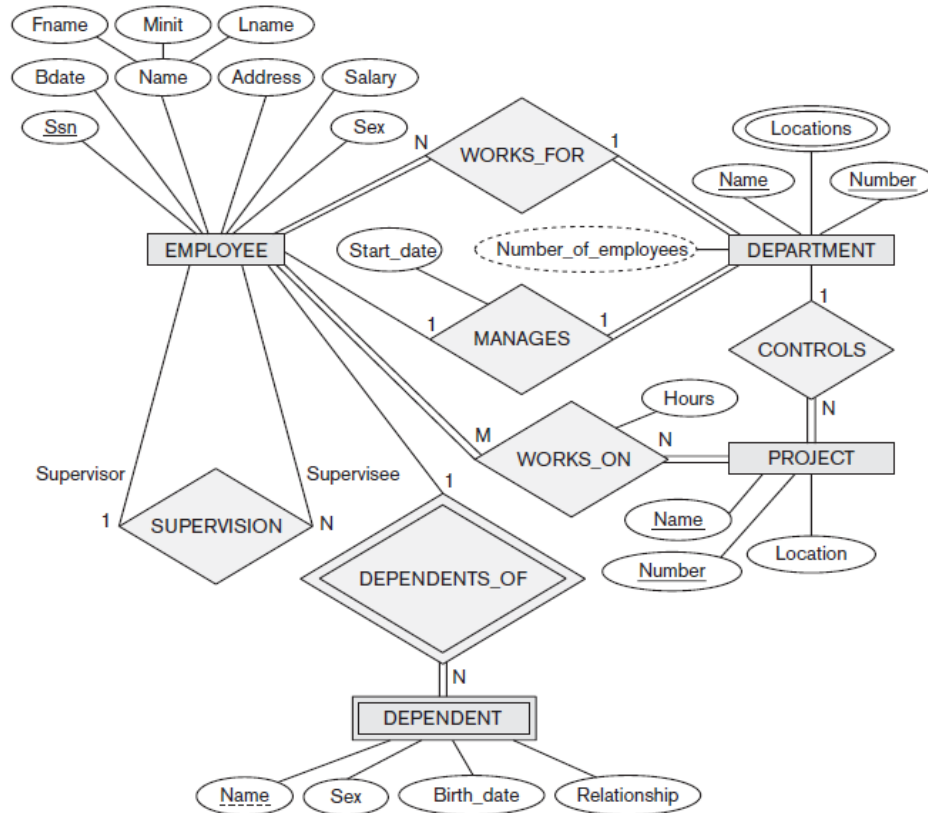 Fname
Minit
Lname
Bdate
Name
Address
Salary
Ssn
Sex
N
WORKS_FOR
1
Locations
Name
Number
EMPLOYEE
Start_date
Number_of_employees
DEPARTMENT
1
MANAGES
1
1
CONTROLS
N
Hours
M
WORKS_ON
N
PROJECT
Supervisor
Supervisee
1
SUPERVISION
N
1
Name
Number
Location
DEPENDENTS_OF
N
DEPENDENT
Name
Sex
Birth_date
Relationship